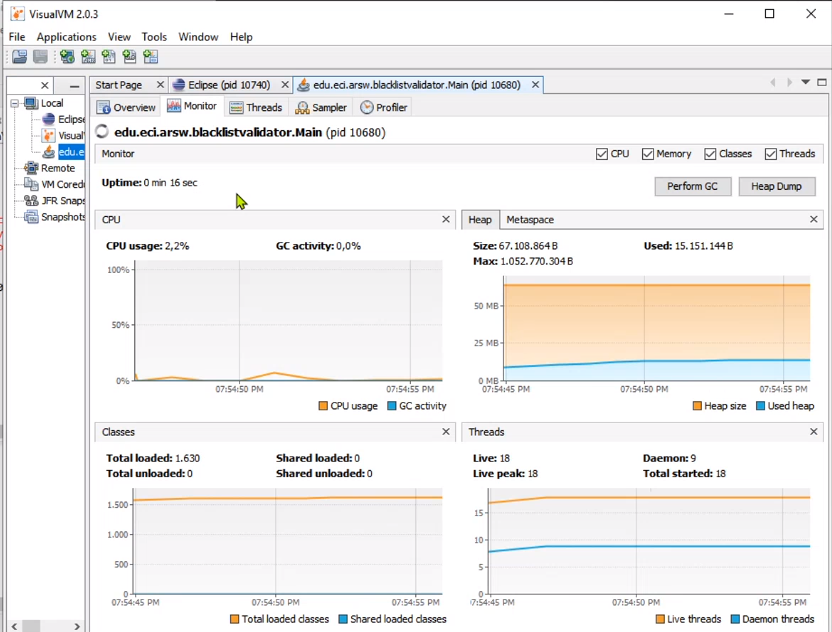 VisualVM 2.0.3
File Applications View Tools Window Help
Start Page
Eclipse (pid 10740)
edu.eci.arsw.blacklistvalidator.Main (pid 10680)
Local
Eclipse
Visual
edu.e
Remote
VM Coredu
JFR Snaps
Snapshots
Overview Monitor Threads Sampler Profiler
edu.eci.arsw.blacklistvalidator.Main (pid 10680)
Monitor
CPU Memory Classes Threads
Uptime: 0 min 16 sec
Perform GC Heap Dump
CPU
CPU usage: 2,2% GC activity: 0,0%
100%
50%
0%
07:54:50 PM 07:54:55 PM
CPU usage GC activity
Heap Metaspace
Size: 67.108.864 B Used: 15.151.144 B
Max: 1.052.770.304 B
50 MB
25 MB
0 MB
07:54:45 PM 07:54:50 PM 07:54:55 PM
Heap size Used heap
Classes
Total loaded: 1.630 Shared loaded: 0
Total unloaded: 0 Shared unloaded: 0
1.500
1.000
500
0
07:54:45 PM 07:54:50 PM 07:54:55 PM
Total loaded classes Shared loaded classes
Threads
Live: 18 Daemon: 9
Live peak: 18 Total started: 18
15
10
5
07:54:45 PM 07:54:50 PM 07:54:55 PM
Live threads Daemon threads